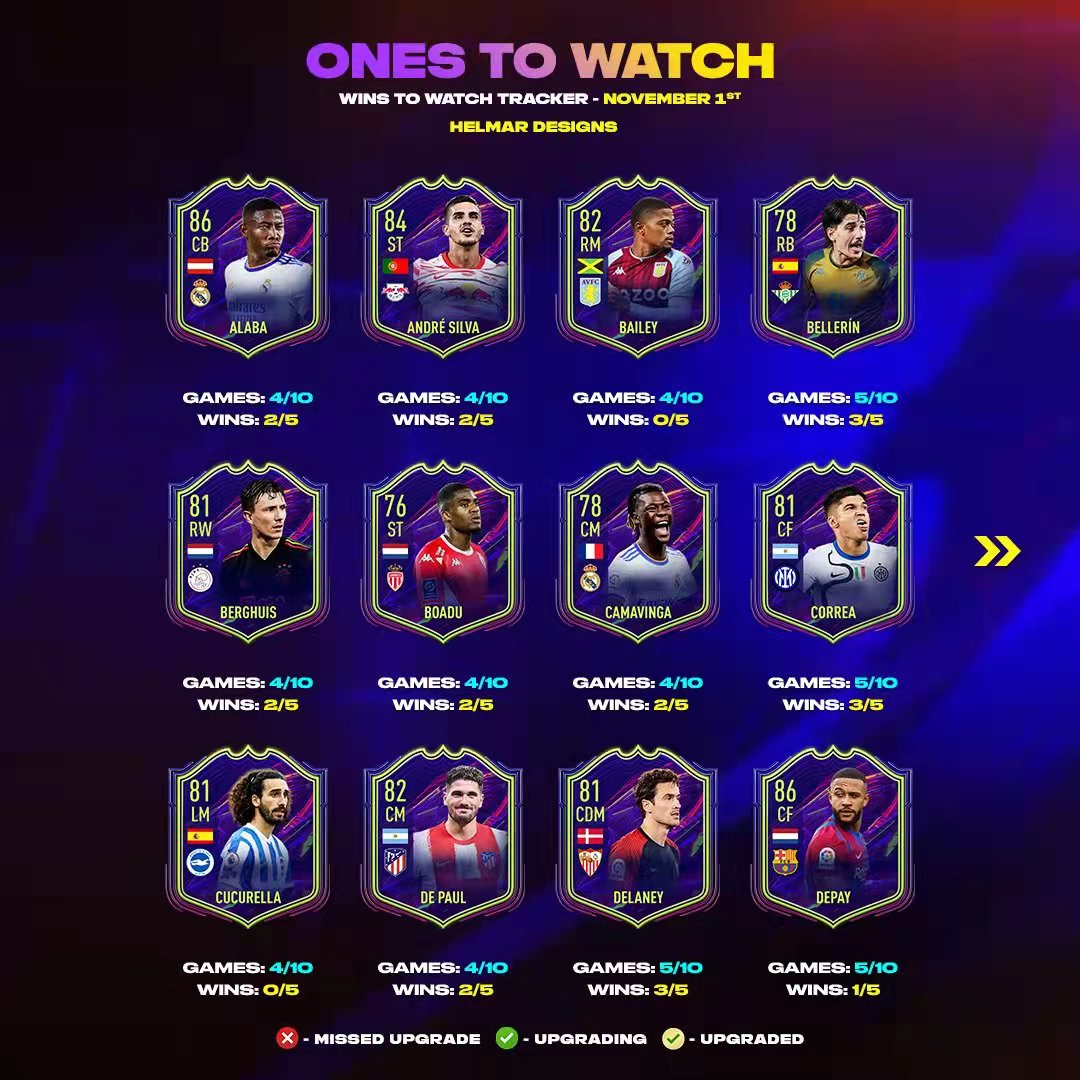 ONES TO WATCH
WINS TO WATCH TRACKER - NOVEMBER 1ST
HELMAR DESIGNS
86
CB
ALABA
84
ST
ANDRÉ SILVA
82
RM
AVFC
BAILEY
78
RB
BELLERÍN
GAMES: 4/10
WINS: 2/5
GAMES: 4/10
WINS: 2/5
GAMES: 4/10
WINS: 0/5
GAMES: 5/10
WINS: 3/5
81
RW
BERGHUIS
76
ST
BOADU
78
CM
CAMAVINGA
81
CF
CORREA
GAMES: 4/10
WINS: 2/5
GAMES: 4/10
WINS: 2/5
GAMES: 4/10
WINS: 2/5
GAMES: 5/10
WINS: 3/5
81
LM
CUCURELLA
82
CM
DE PAUL
81
CDM
DELANEY
86
CF
DEPAY
GAMES: 4/10
WINS: 0/5
GAMES: 4/10
WINS: 2/5
GAMES: 5/10
WINS: 3/5
GAMES: 5/10
WINS: 1/5
- MISSED UPGRADE - UPGRADING - UPGRADED